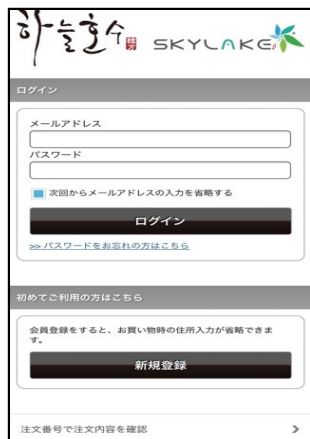 하늘호수 SKYLAKE
ログイン
メールアドレス
パスワード
次回からメールアドレスの入力を省略する
ログイン
>> パスワードをお忘れの方はこちら
初めてご利用の方はこちら
会員登録をすると、お買い物時の住所入力が省略できま
す。
新規登録
注文番号で注文内容を確認